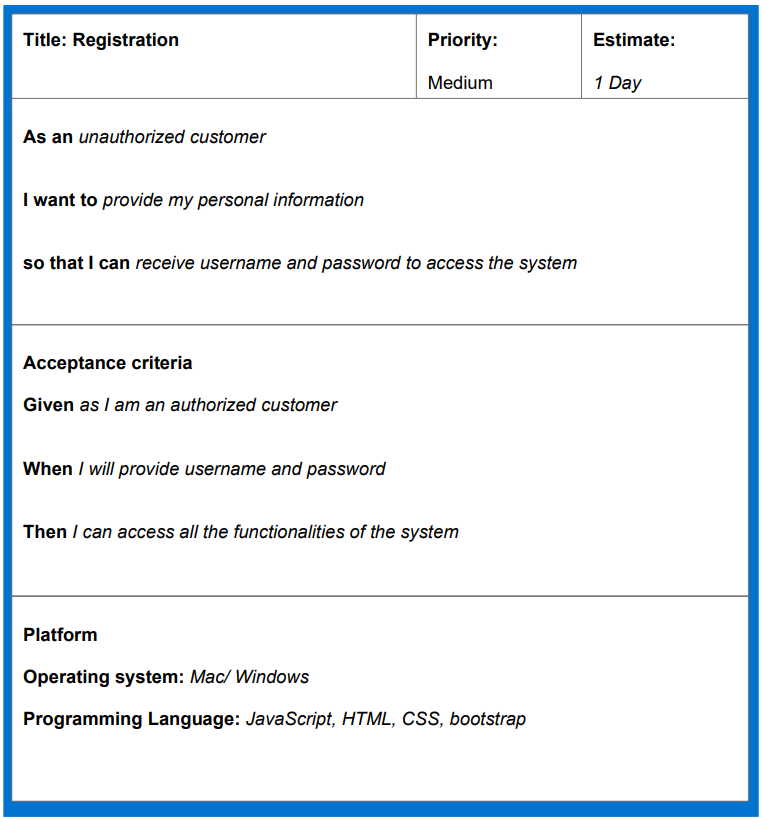 Title: Registration
Priority:
Estimate:
Medium
1 Day
As an unauthorized customer
I want to provide my personal information
so that I can receive username and password to access the system
Acceptance criteria
Given as I am an authorized customer
When I will provide username and password
Then I can access all the functionalities of the system
Platform
Operating system: Mac/ Windows
Programming Language: JavaScript, HTML, CSS, bootstrap